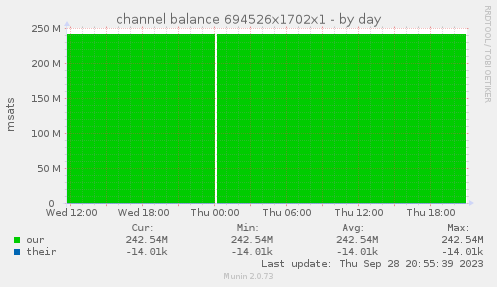 channel balance 694526x1702x1 - by day
RRDTOOL / TOBI OETIKER
msats
250 M
200 M
150 M
100 M
50 M
0
Wed 12:00 Wed 18:00 Thu 00:00 Thu 06:00 Thu 12:00 Thu 18:00
Cur: Min: Avg: Max:
our 242.54M 242.54M 242.54M 242.54M
their -14.01k -14.01k -14.01k -14.01k
Last update: Thu Sep 28 20:55:39 2023
Munin 2.0.73